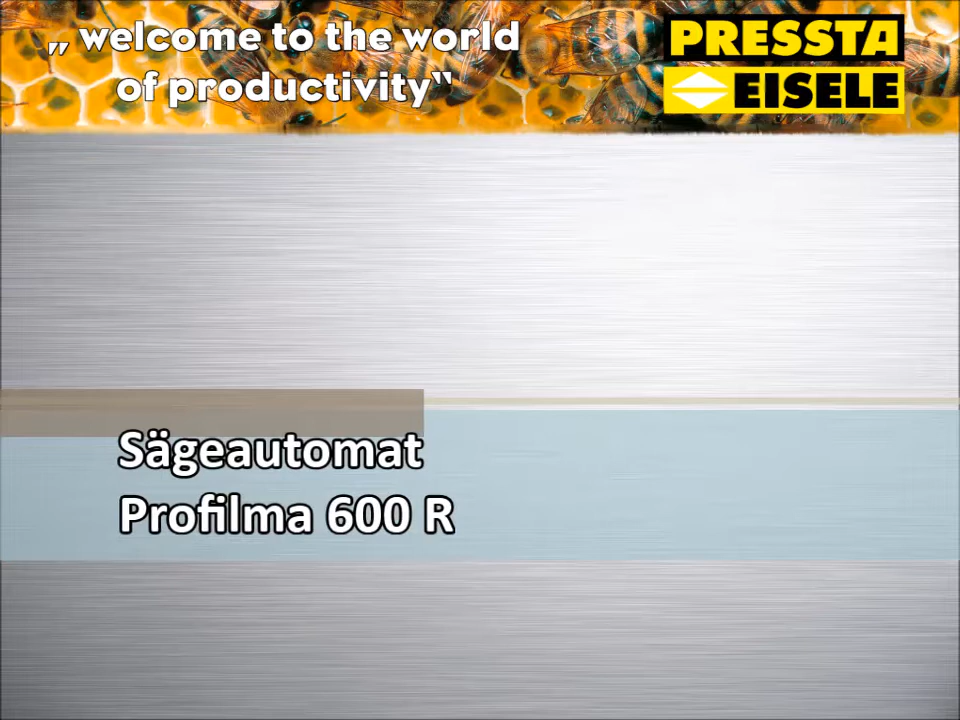 „ welcome to the world
of productivity“
PRESSTA
EISELE
Sägeautomat
Profilma 600 R